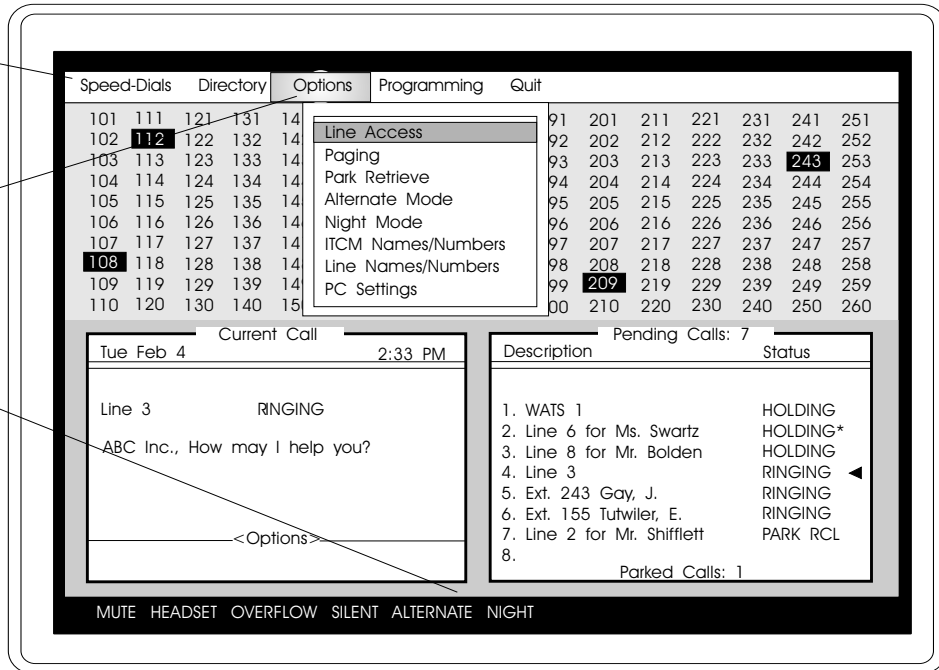 Speed-Dials Directory Options Programming Quit
101 111 121 131 14 91 201 211 221 231 241 251
102 112 122 132 14 Line Access 92 202 212 222 232 242 252
103 113 123 133 14 Paging 93 203 213 223 233 243 253
104 114 124 134 14 Park Retrieve 94 204 214 224 234 244 254
105 115 125 135 14 Alternate Mode 95 205 215 225 235 245 255
106 116 126 136 14 Night Mode 96 206 216 226 236 246 256
107 117 127 137 14 ITCM Names/Numbers 97 207 217 227 237 247 257
108 118 128 138 14 Line Names/Numbers 98 208 218 228 238 248 258
109 119 129 139 149 PC Settings 99 209 219 229 239 249 259
110 120 130 140 150 00 210 220 230 240 250 260
Current Call
Tue Feb 4 2:33 PM
Line 3 RINGING
ABC Inc., How may I help you?
<Options>
Pending Calls: 7
Description Status
1. WATS 1 HOLDING
2. Line 6 for Ms. Swartz HOLDING*
3. Line 8 for Mr. Bolden HOLDING
4. Line 3 RINGING ◄
5. Ext. 243 Gay, J. RINGING
6. Ext. 155 Tutwiler, E. RINGING
7. Line 2 for Mr. Shifflett PARK RCL
8.
Parked Calls: 1
MUTE HEADSET OVERFLOW SILENT ALTERNATE NIGHT